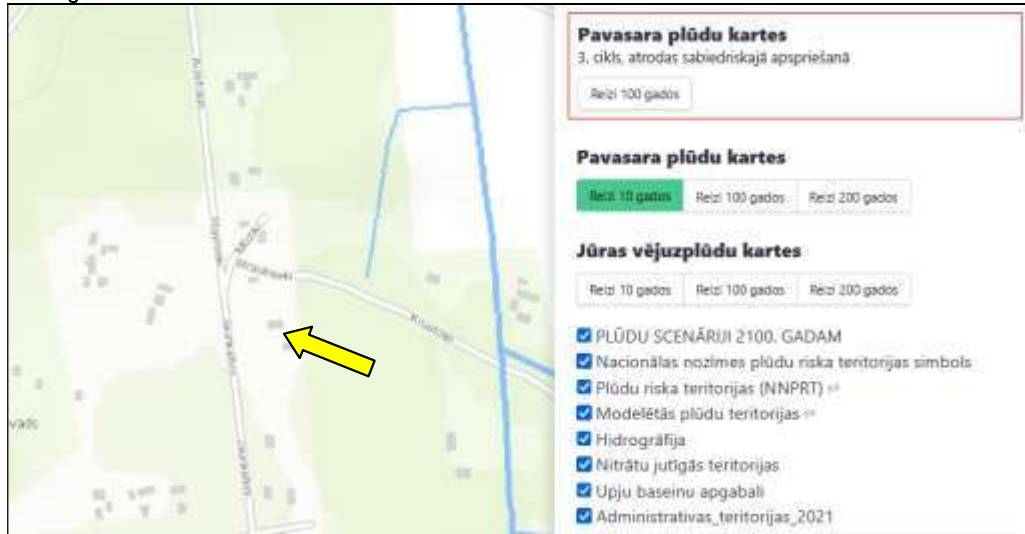 Pavasara plūdu kartes
3. cikls, atrodas sabiedriskajā apspriešanā
Reizi 100 gados
Pavasara plūdu kartes
Reizi 10 gados Reizi 100 gados Reizi 200 gados
Jūras vējuzplūdu kartes
Reizi 10 gados Reizi 100 gados Reizi 200 gados
PLŪDU SCENĀRIJI 2100. GADAM
Nacionālas nozīmes plūdu riska teritorijas simbols
Plūdu riska teritorijas (NNPRT)
Modelētās plūdu teritorijas
Hidrogrāfija
Nitrātu jutīgās teritorijas
Upju baseinu apgabali
Administrativas_teritorijas_2021
vads